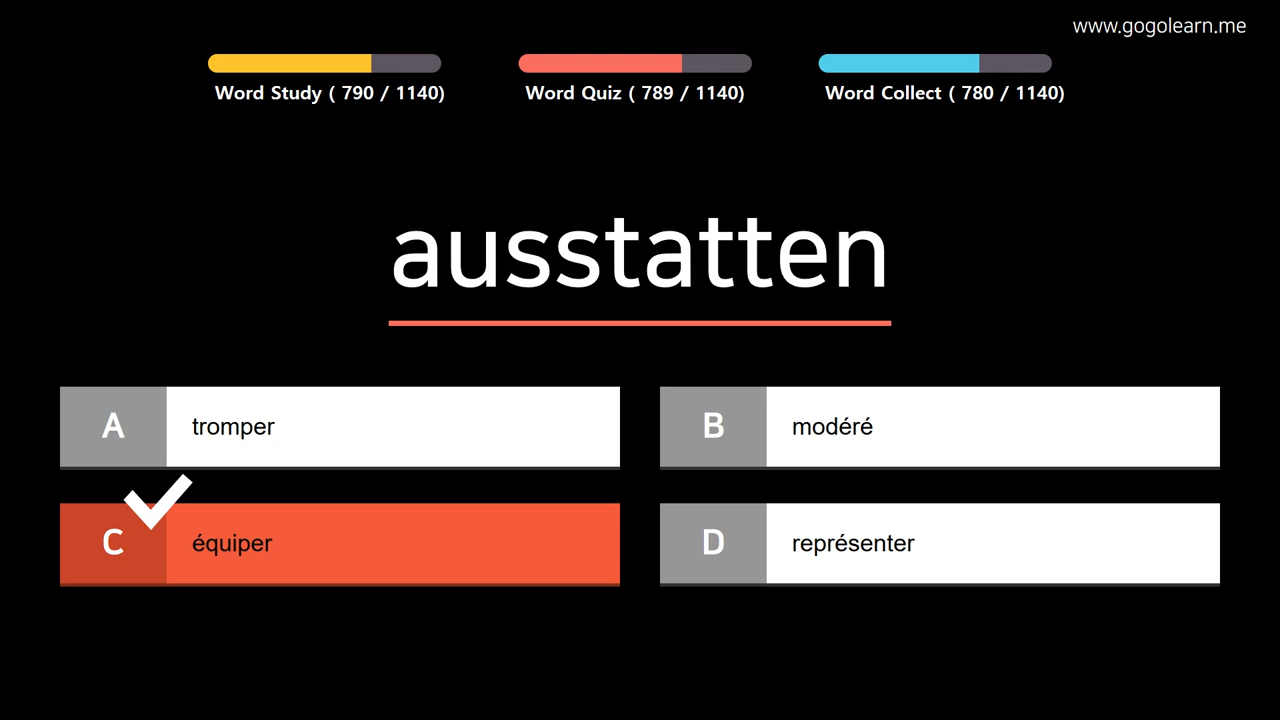 www.gogolearn.me
Word Study ( 790 / 1140)
Word Quiz ( 789 / 1140)
Word Collect ( 780 / 1140)
ausstatten
A tromper
B modéré
C équiper
D représenter